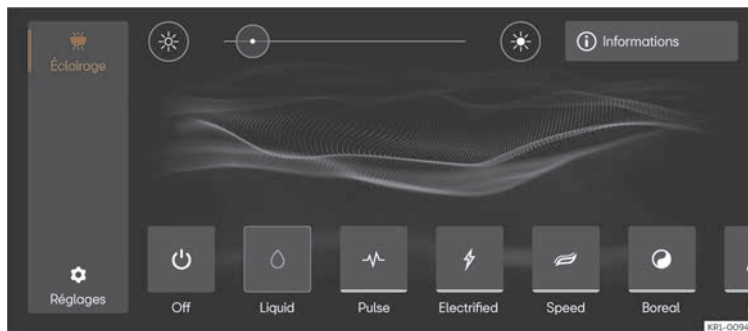 Éclairage
Informations
Réglages
Off
Liquid
Pulse
Electrified
Speed
Boreal
KR1-0094